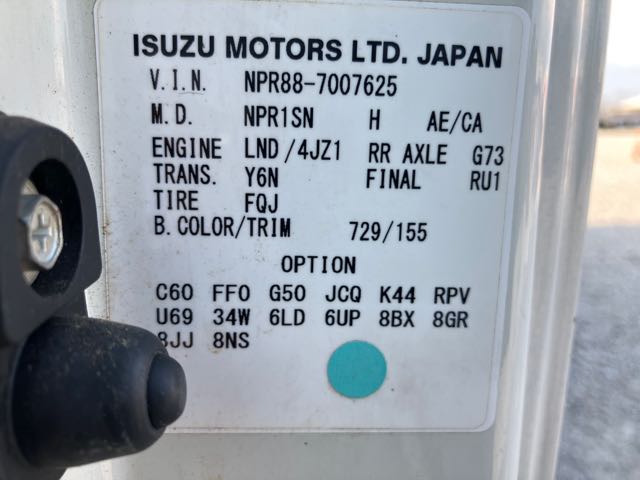 ISUZU MOTORS LTD. JAPAN
V.I.N. NPR88-7007625
M.D. NPR1SN H AE/CA
ENGINE LND/4JZ1 RR AXLE G73
TRANS. Y6N FINAL RU1
TIRE FQJ
B.COLOR/TRIM 729/155
OPTION
C60 FF0 G50 JCQ K44 RPV
U69 34W 6LD 6UP 8BX 8GR
8JJ 8NS